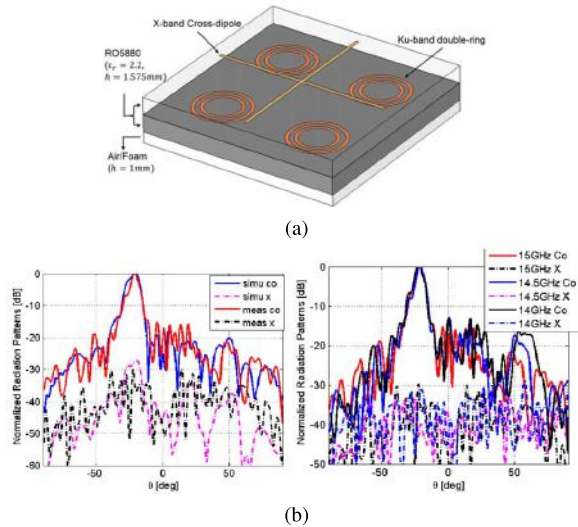 X-band Cross-dipole
Ku-band double-ring
RO5880
(εᵣ = 2.2,
h = 1.575mm)
Air/Foam
(h = 1mm)
(a)
Normalized Radiation Patterns [dB]
0
-10
-20
-30
-40
-50
-60
-50
0
50
θ [deg]
simu co
simu x
meas co
meas x
Normalized Radiation Patterns [dB]
0
-10
-20
-30
-40
-50
-50
0
50
θ [deg]
15GHz Co
15GHz X
14.5GHz Co
14.5GHz X
14GHz Co
14GHz X
(b)